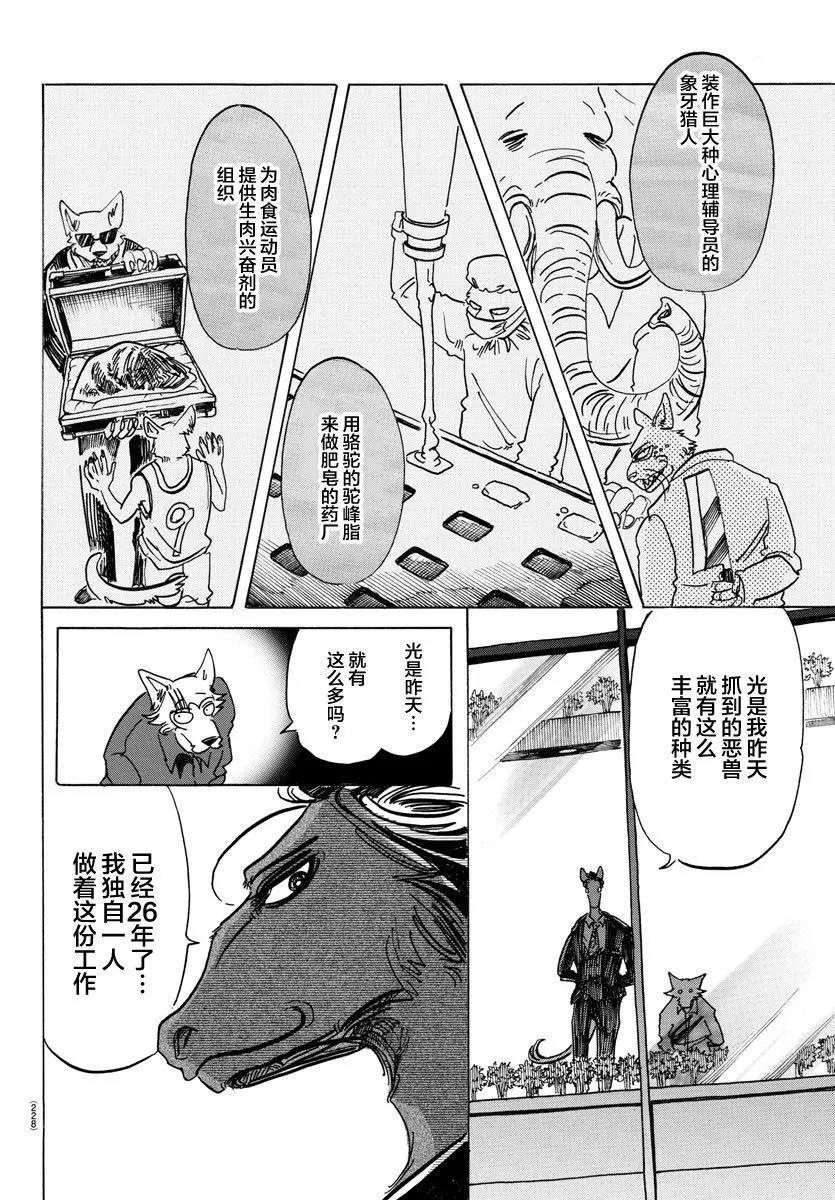 装作巨大种心理辅导员的
象牙猎人
用骆驼的驼峰脂
来做肥皂的药厂
为肉食运动员
提供生肉兴奋剂的
组织
9
光是我昨天
抓到的恶兽
就有这么
丰富的种类
光是昨天…
就有
这么多吗？
已经26年了…
我独自一人
做着这份工作
(228)